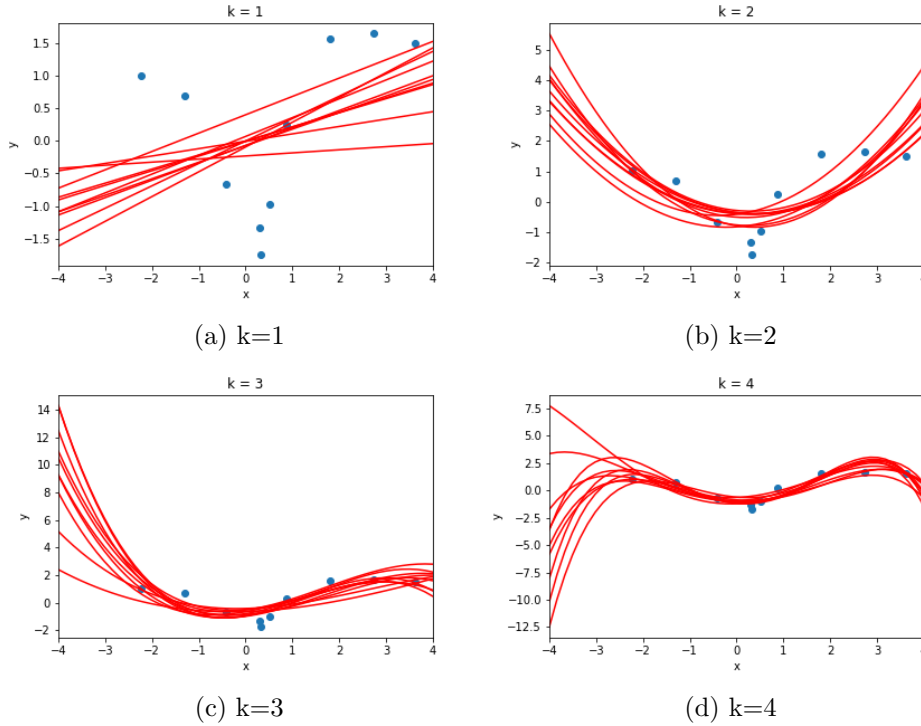 k = 1
k = 2
1.5
1.0
0.5
0.0
−0.5
−1.0
−1.5
y
−4 −3 −2 −1 0 1 2 3 4
x
5
4
3
2
1
0
−1
−2
y
−4 −3 −2 −1 0 1 2 3 4
x
(a) k=1
(b) k=2
k = 3
k = 4
14
12
10
8
6
4
2
0
−2
y
−4 −3 −2 −1 0 1 2 3 4
x
7.5
5.0
2.5
0.0
−2.5
−5.0
−7.5
−10.0
−12.5
y
−4 −3 −2 −1 0 1 2 3 4
x
(c) k=3
(d) k=4